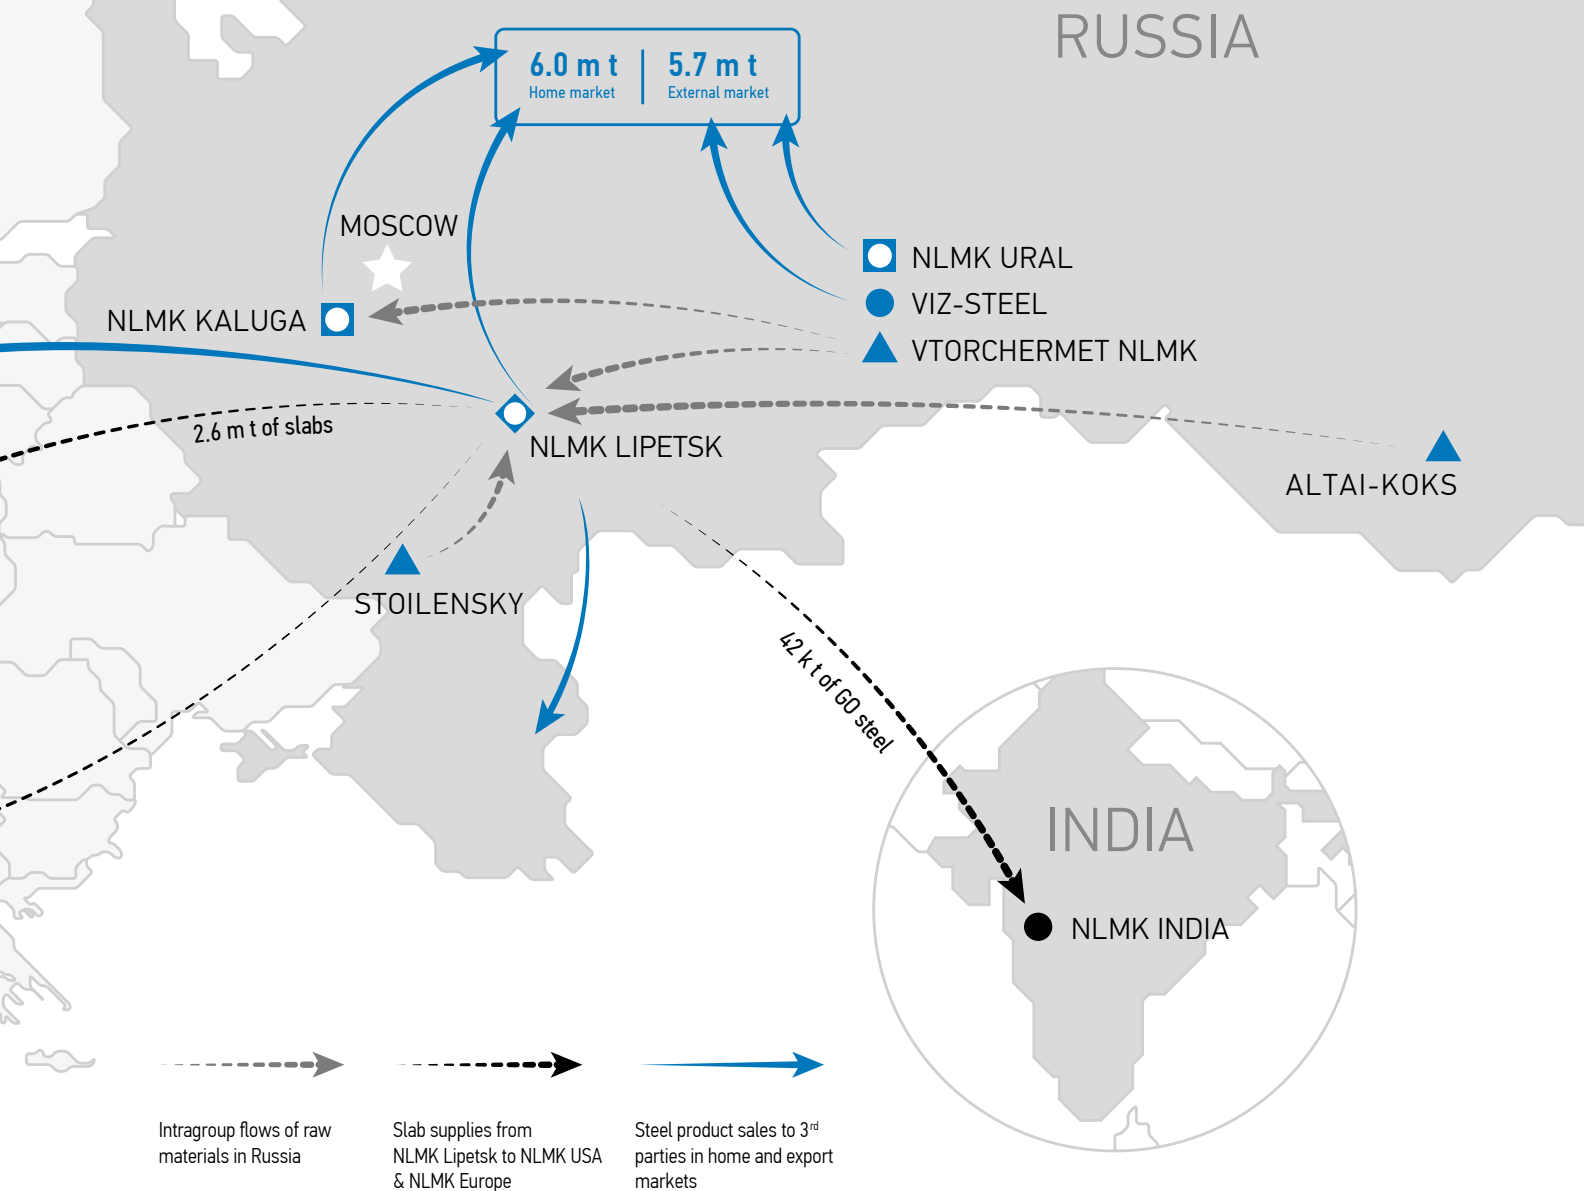 RUSSIA
6.0 m t
5.7 m t
Home market
External market
MOSCOW
NLMK URAL
VIZ-STEEL
NLMK KALUGA
VTORCHERMET NLMK
2.6 m t of slabs
NLMK LIPETSK
ALTAI-KOKS
STOILENSKY
42 k t of GO steel
INDIA
NLMK INDIA
Intragroup flows of raw
materials in Russia
Slab supplies from
NLMK Lipetsk to NLMK USA
& NLMK Europe
Steel product sales to 3rd
parties in home and export
markets